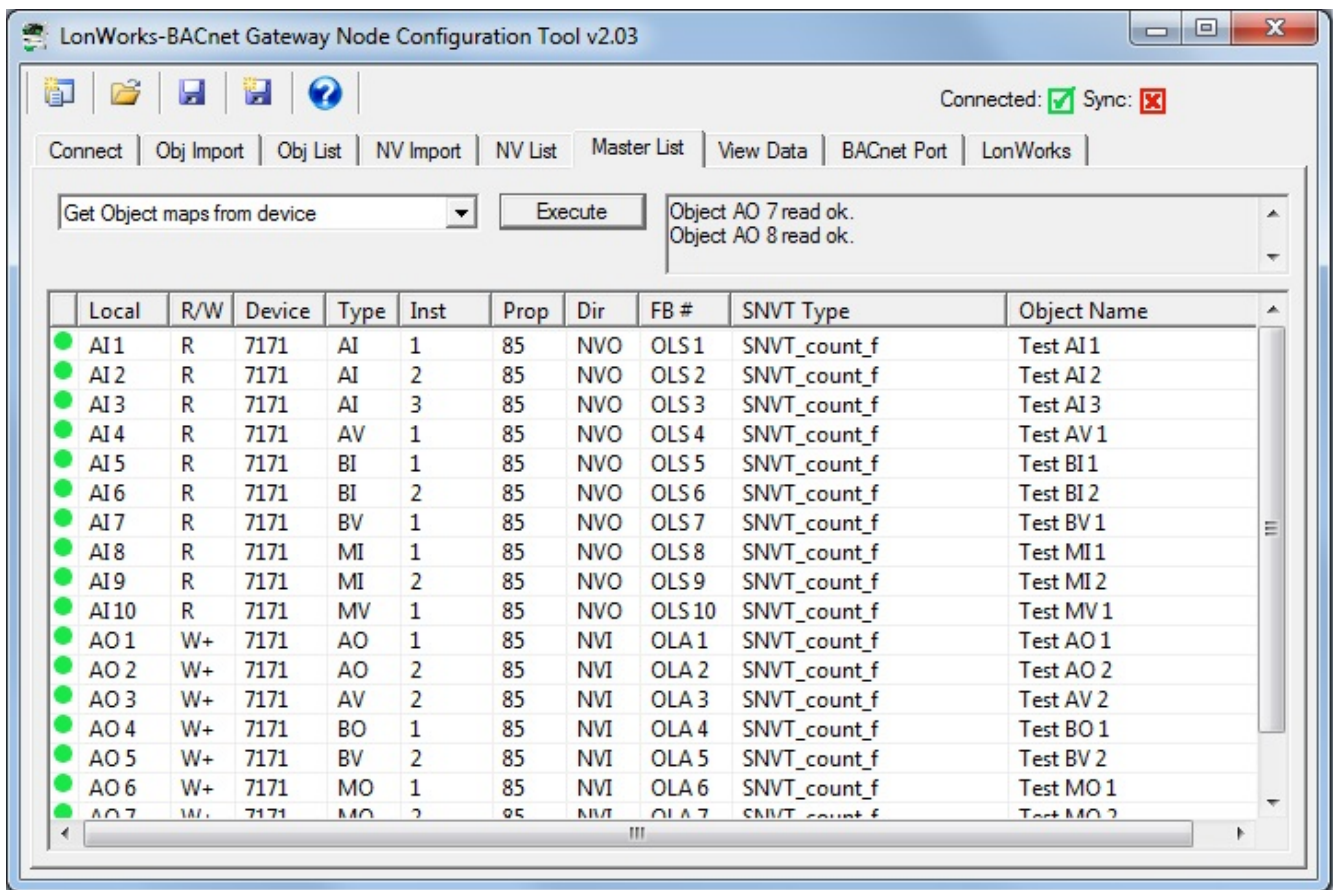 LonWorks-BACnet Gateway Node Configuration Tool v2.03
Connected: Sync:
Connect Obj Import Obj List NV Import NV List Master List View Data BACnet Port LonWorks
Get Object maps from device Execute Object AO 7 read ok.
Object AO 8 read ok.
Local R/W Device Type Inst Prop Dir FB # SNVT Type Object Name
AI 1 R 7171 AI 1 85 NVO OLS 1 SNVT_count_f Test AI 1
AI 2 R 7171 AI 2 85 NVO OLS 2 SNVT_count_f Test AI 2
AI 3 R 7171 AI 3 85 NVO OLS 3 SNVT_count_f Test AI 3
AI 4 R 7171 AV 1 85 NVO OLS 4 SNVT_count_f Test AV 1
AI 5 R 7171 BI 1 85 NVO OLS 5 SNVT_count_f Test BI 1
AI 6 R 7171 BI 2 85 NVO OLS 6 SNVT_count_f Test BI 2
AI 7 R 7171 BV 1 85 NVO OLS 7 SNVT_count_f Test BV 1
AI 8 R 7171 MI 1 85 NVO OLS 8 SNVT_count_f Test MI 1
AI 9 R 7171 MI 2 85 NVO OLS 9 SNVT_count_f Test MI 2
AI 10 R 7171 MV 1 85 NVO OLS 10 SNVT_count_f Test MV 1
AO 1 W+ 7171 AO 1 85 NVI OLA 1 SNVT_count_f Test AO 1
AO 2 W+ 7171 AO 2 85 NVI OLA 2 SNVT_count_f Test AO 2
AO 3 W+ 7171 AV 2 85 NVI OLA 3 SNVT_count_f Test AV 2
AO 4 W+ 7171 BO 1 85 NVI OLA 4 SNVT_count_f Test BO 1
AO 5 W+ 7171 BV 2 85 NVI OLA 5 SNVT_count_f Test BV 2
AO 6 W+ 7171 MO 1 85 NVI OLA 6 SNVT_count_f Test MO 1
AO 7 W+ 7171 MO 2 85 NVI OLA 7 SNVT_count_f Test MO 2